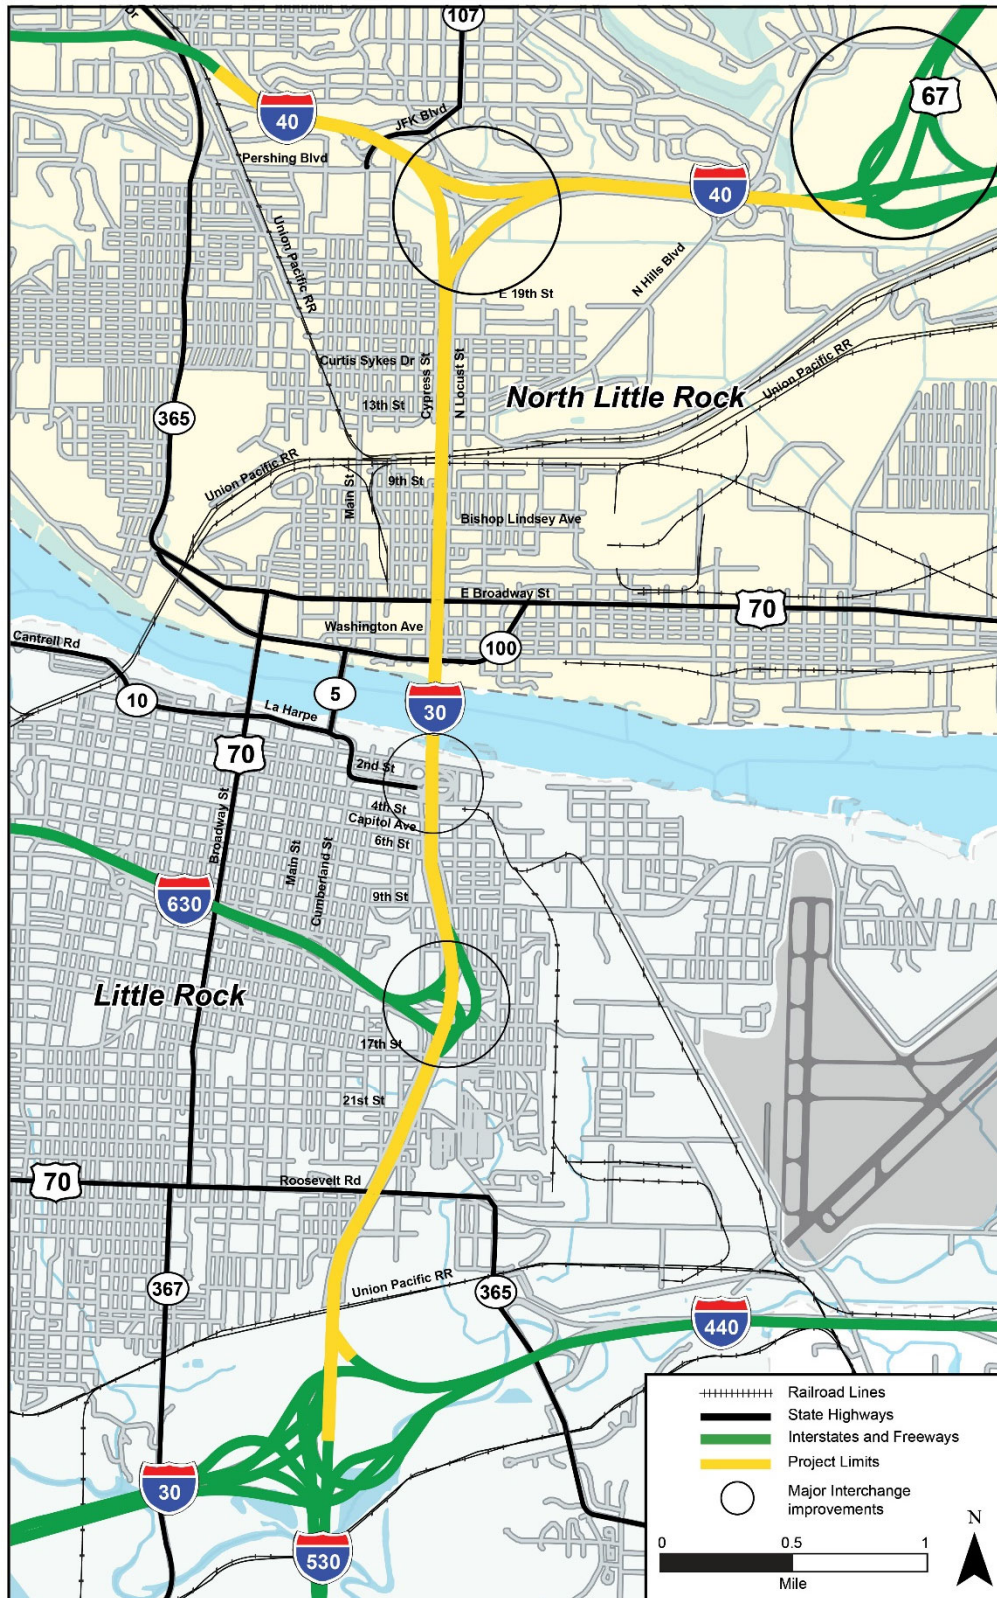 Dr
107
67
40
JFK Blvd
*Pershing Blvd
40
Union Pacific RR
N Hills Blvd
E 19th St
Curtis Sykes Dr
Cypress St
N Locust St
Union Pacific RR
North Little Rock
13th St
365
Union Pacific RR
Main St
9th St
Bishop Lindsey Ave
E Broadway St
70
Washington Ave
Cantrell Rd
100
10
5
30
La Harpe
70
2nd St
4th St
Capitol Ave
6th St
Broadway St
Main St
Cumberland St
9th St
630
Little Rock
17th St
21st St
70
Roosevelt Rd
367
Union Pacific RR
365
440
30
530
Railroad Lines
State Highways
Interstates and Freeways
Project Limits
Major Interchange
improvements
N
0 0.5 1
Mile